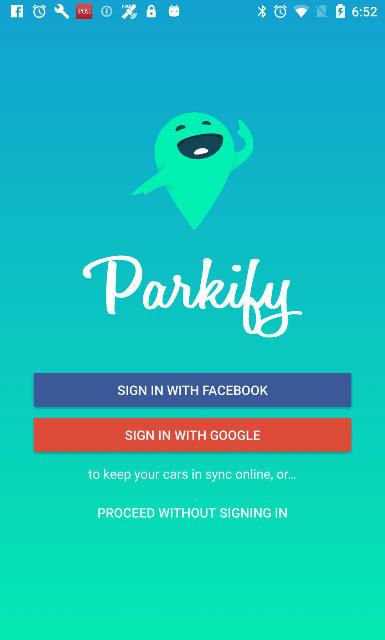 6:52
Parkify
SIGN IN WITH FACEBOOK
SIGN IN WITH GOOGLE
to keep your cars in sync online, or...
PROCEED WITHOUT SIGNING IN